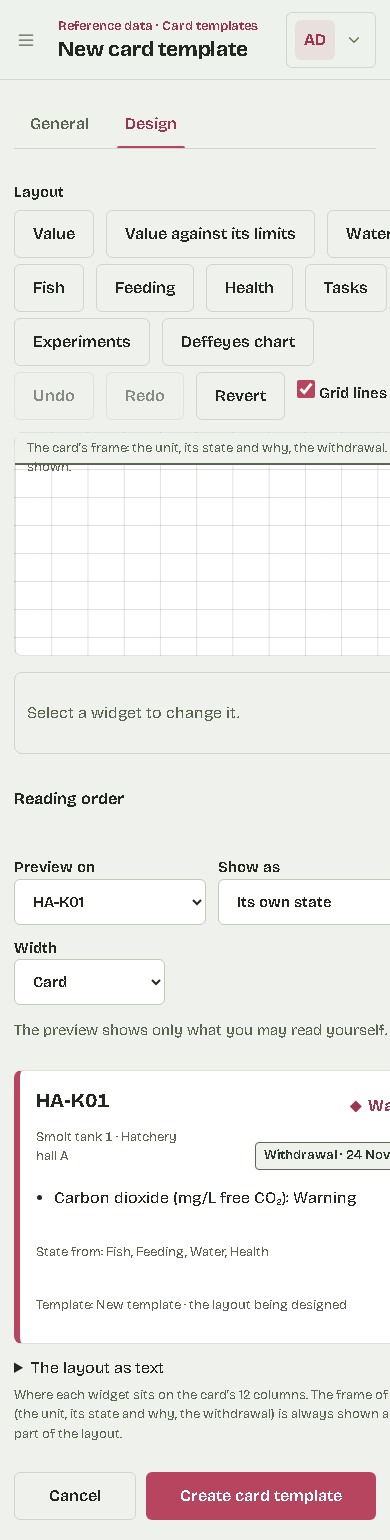 Reference data · Card templates
New card template
AD
General
Design
Layout
Value
Value against its limits
Water
Fish
Feeding
Health
Tasks
Experiments
Deffeyes chart
Undo
Redo
Revert
Grid lines
The card's frame: the unit, its state and why, the withdrawal.
shown.
Select a widget to change it.
Reading order
Preview on
Show as
HA-K01
Its own state
Width
Card
The preview shows only what you may read yourself.
HA-K01
Smolt tank 1 · Hatchery
hall A
Withdrawal · 24 Nov
• Carbon dioxide (mg/L free CO₂): Warning
State from: Fish, Feeding, Water, Health
Template: New template · the layout being designed
The layout as text
Where each widget sits on the card's 12 columns. The frame of
(the unit, its state and why, the withdrawal) is always shown a
part of the layout.
Cancel
Create card template